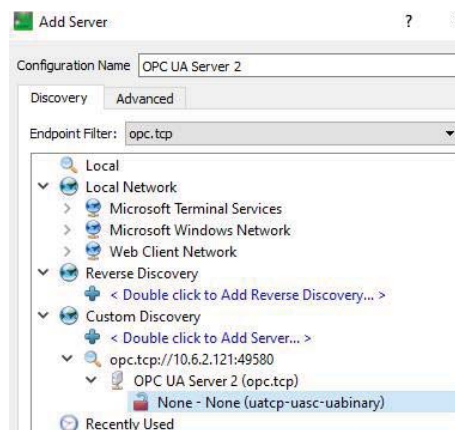 Add Server ?
Configuration Name OPC UA Server 2
Discovery Advanced
Endpoint Filter: opc.tcp
Local
Local Network
Microsoft Terminal Services
Microsoft Windows Network
Web Client Network
Reverse Discovery
< Double click to Add Reverse Discovery... >
Custom Discovery
< Double click to Add Server... >
opc.tcp://10.6.2.121:49580
OPC UA Server 2 (opc.tcp)
None - None (uatcp-uasc-uabinary)
Recently Used